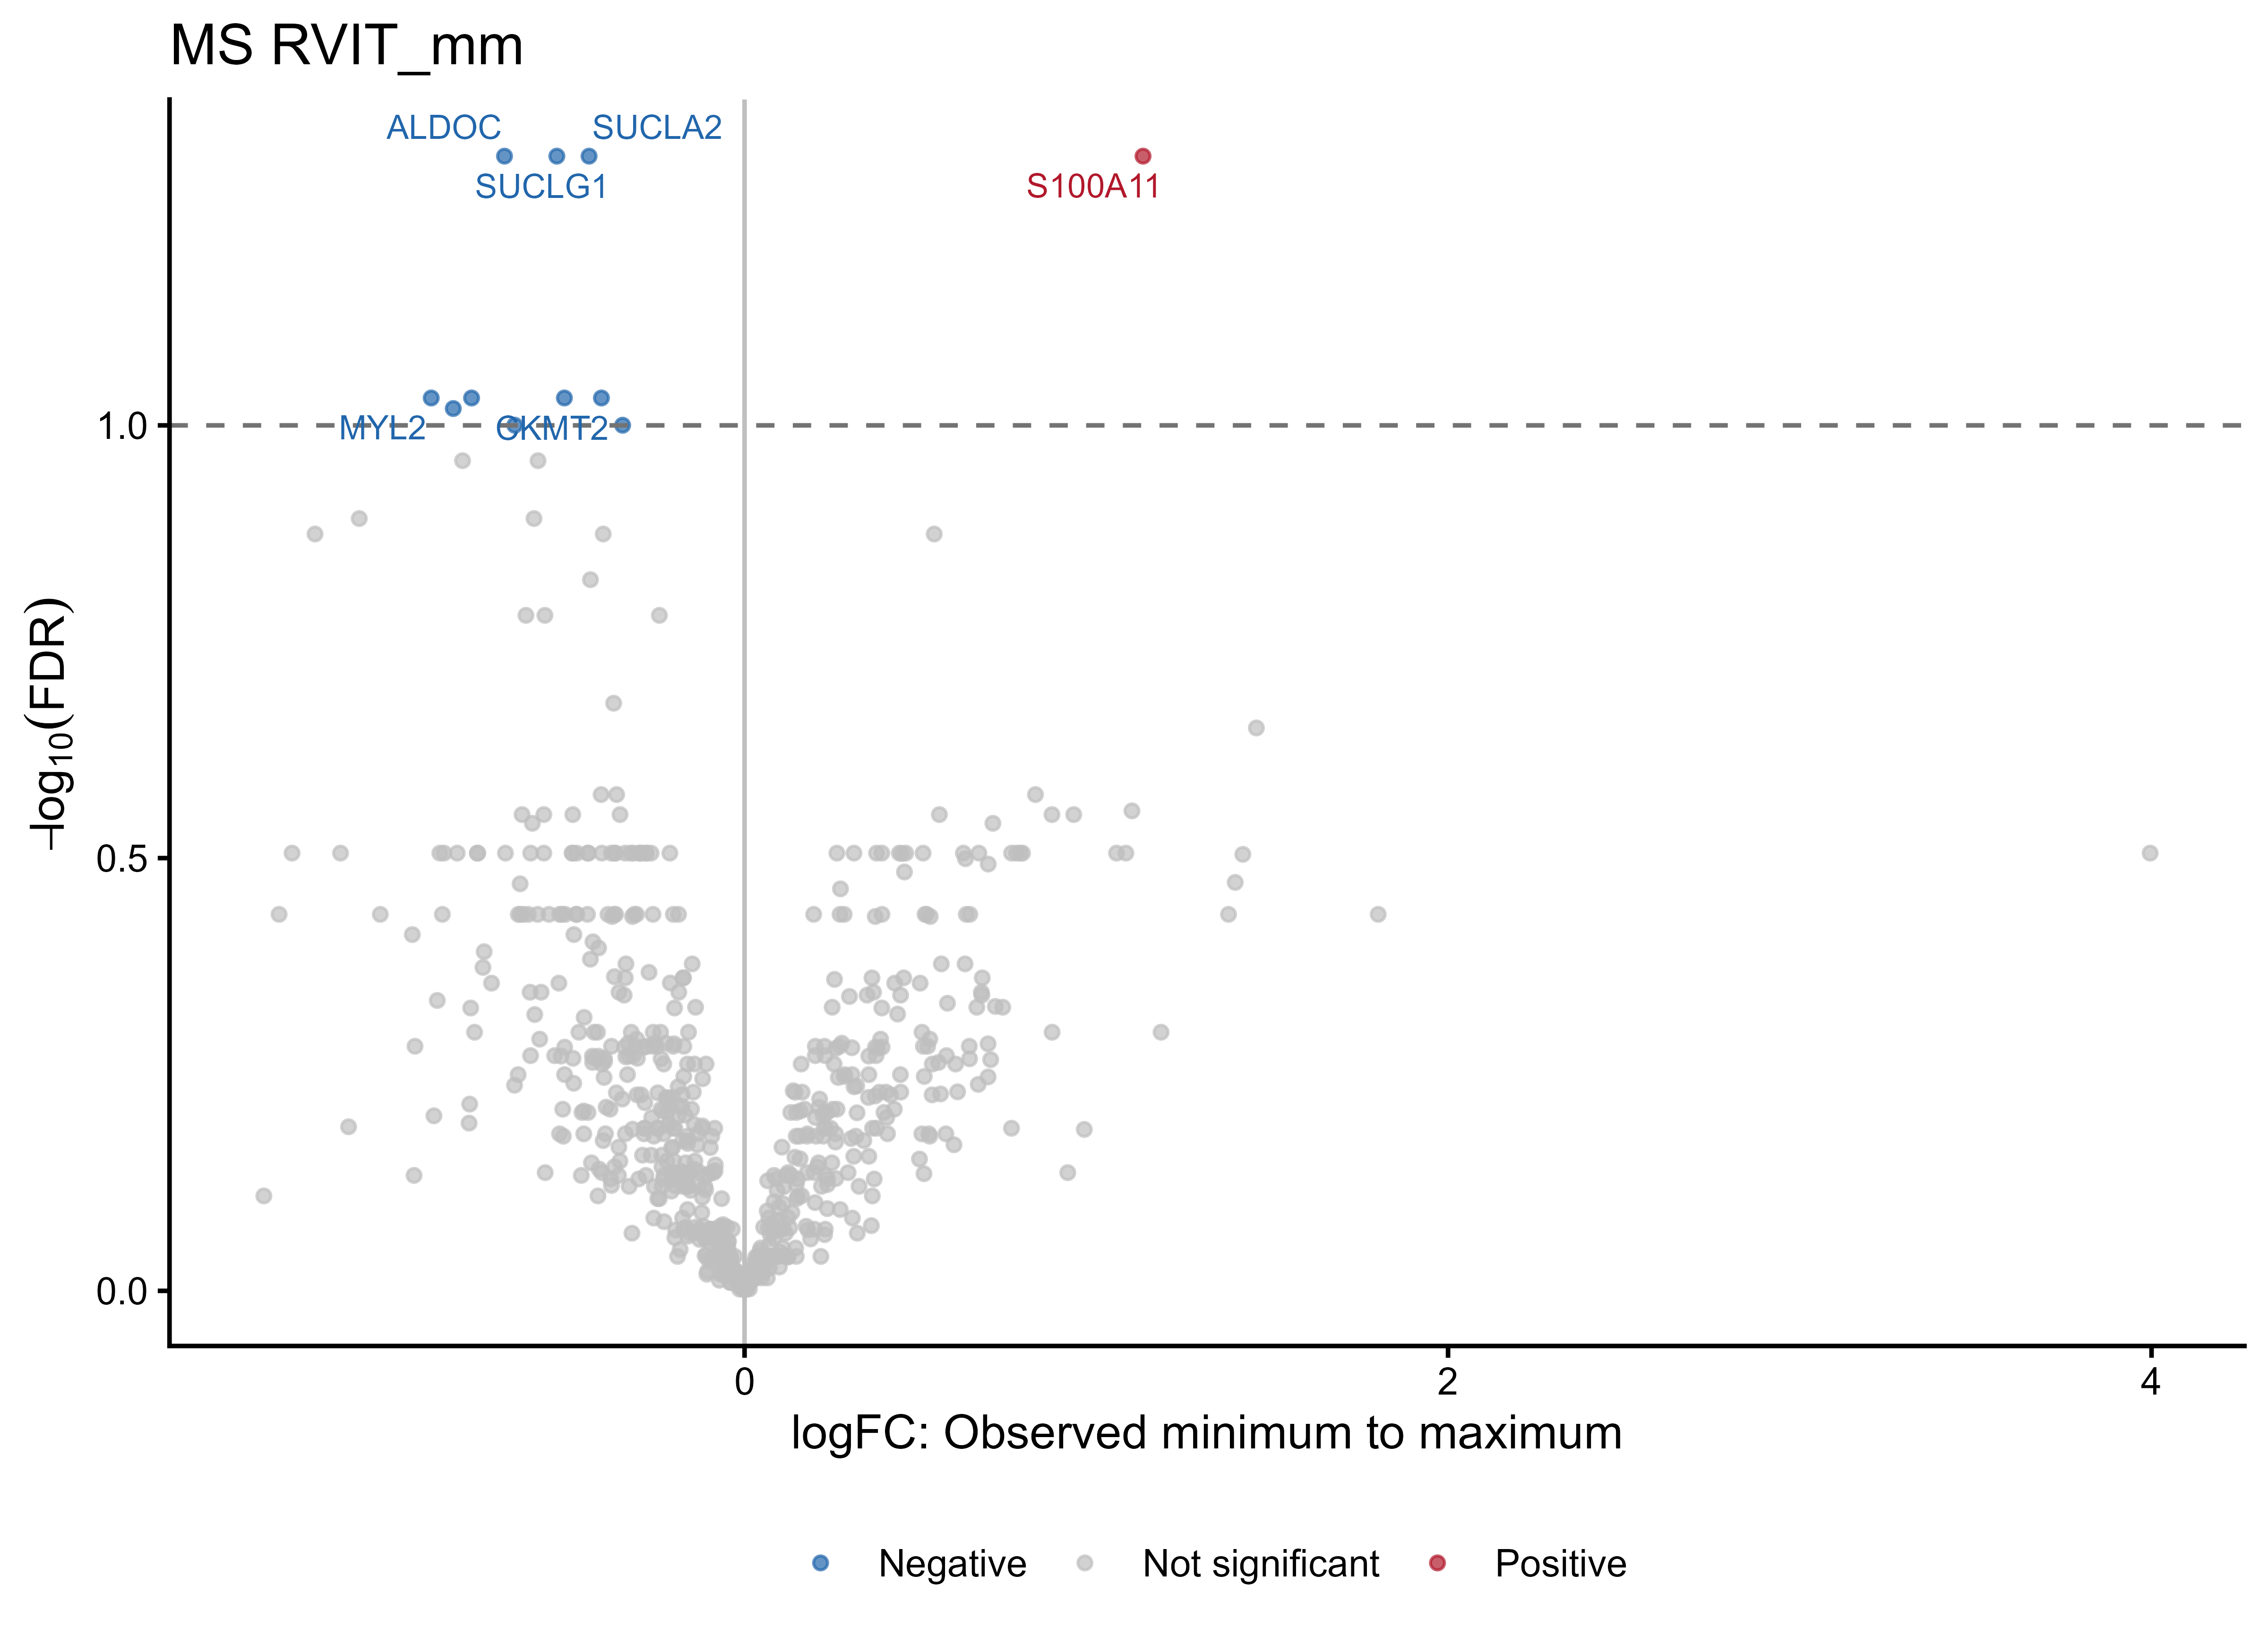 MS RVIT_mm
ALDOC
SUCLA2
SUCLG1
S100A11
MYL2
CKMT2
1.0
0.5
0.0
–log10(FDR)
0
2
4
logFC: Observed minimum to maximum
Negative
Not significant
Positive